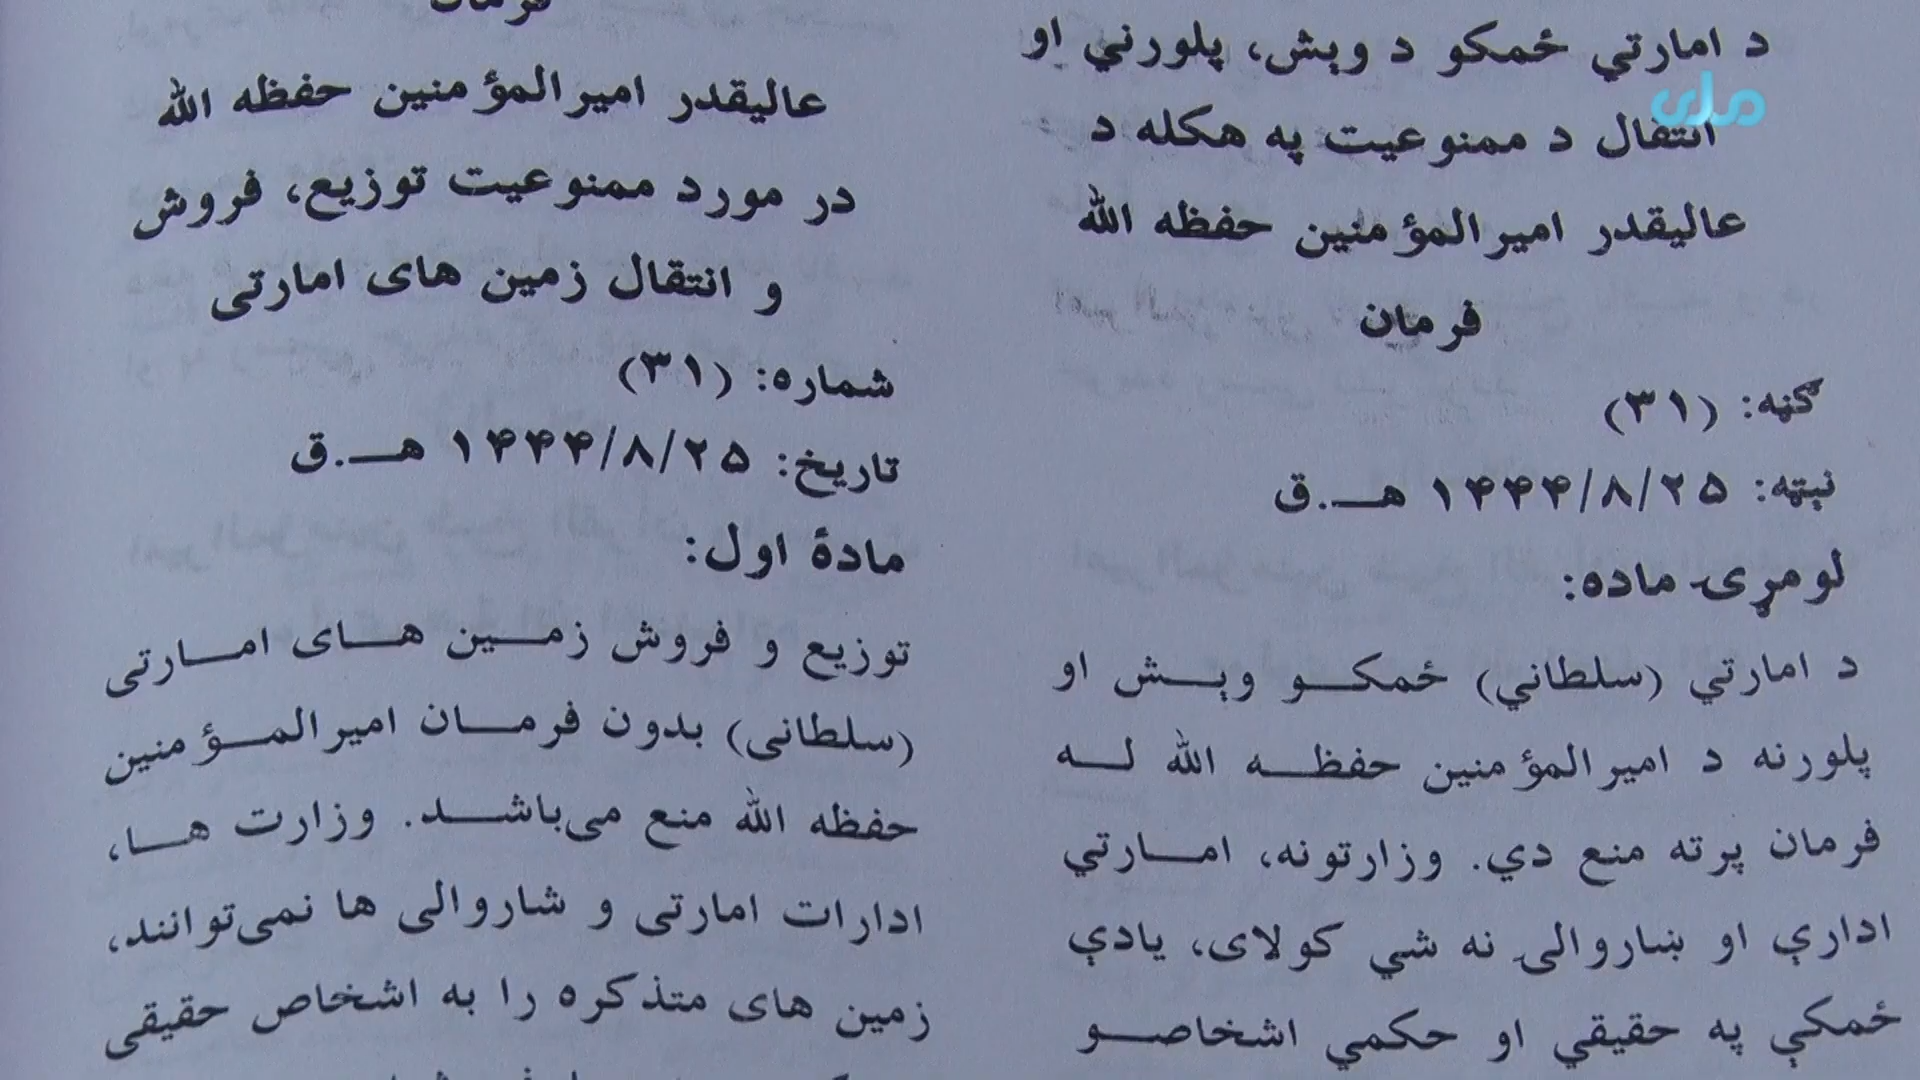 د امارتي ځمکو د وېش، پلورني او
انتقال د ممنوعیت په هکله د
عالیقدر امیرالمؤمنین حفظه الله
فرمان
ګڼه: (۳۱)
نېټه: ۱۴۴۴/۸/۲۵ هـ.ق
لومړۍ ماده:
د امارتي (سلطاني) ځمکو وېش او
پلورنه د امیرالمؤمنین حفظه الله له
فرمان پرته منع دي. وزارتونه، امارتي
ادارې او ښاروالۍ نه شي کولای، یادې
ځمکې په حقیقي او حکمي اشخاصو
فرمان
عالیقدر امیرالمؤمنین حفظه الله
در مورد ممنوعیت توزیع، فروش
و انتقال زمین های امارتی
شماره: (۳۱)
تاریخ: ۱۴۴۴/۸/۲۵ هـ.ق
مادۀ اول:
توزیع و فروش زمین های امارتی
(سلطانی) بدون فرمان امیرالمؤمنین
حفظه الله منع می‌باشد. وزارت ها،
ادارات امارتی و شاروالی ها نمی‌توانند،
زمین های متذکره را به اشخاص حقیقی
ملی